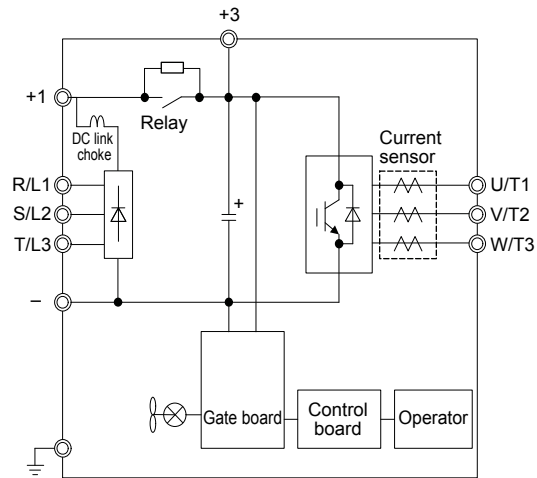 +3
+1
Relay
DC link
choke
Current
sensor
R/L1
S/L2
T/L3
U/T1
V/T2
W/T3
+
–
Gate board
Control
board
Operator